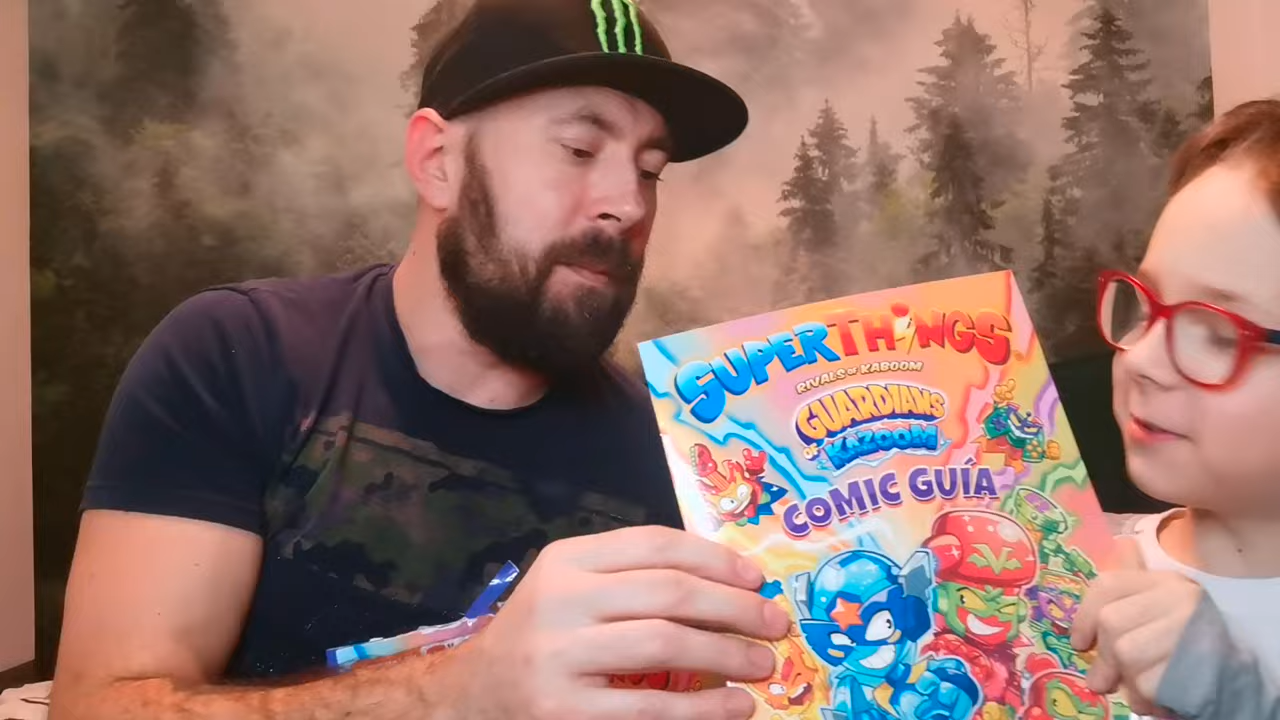 SUPERTHINGS
RIVALS OF KABOOM
GUARDIANS
OF KAZOOM
COMIC GUÍA